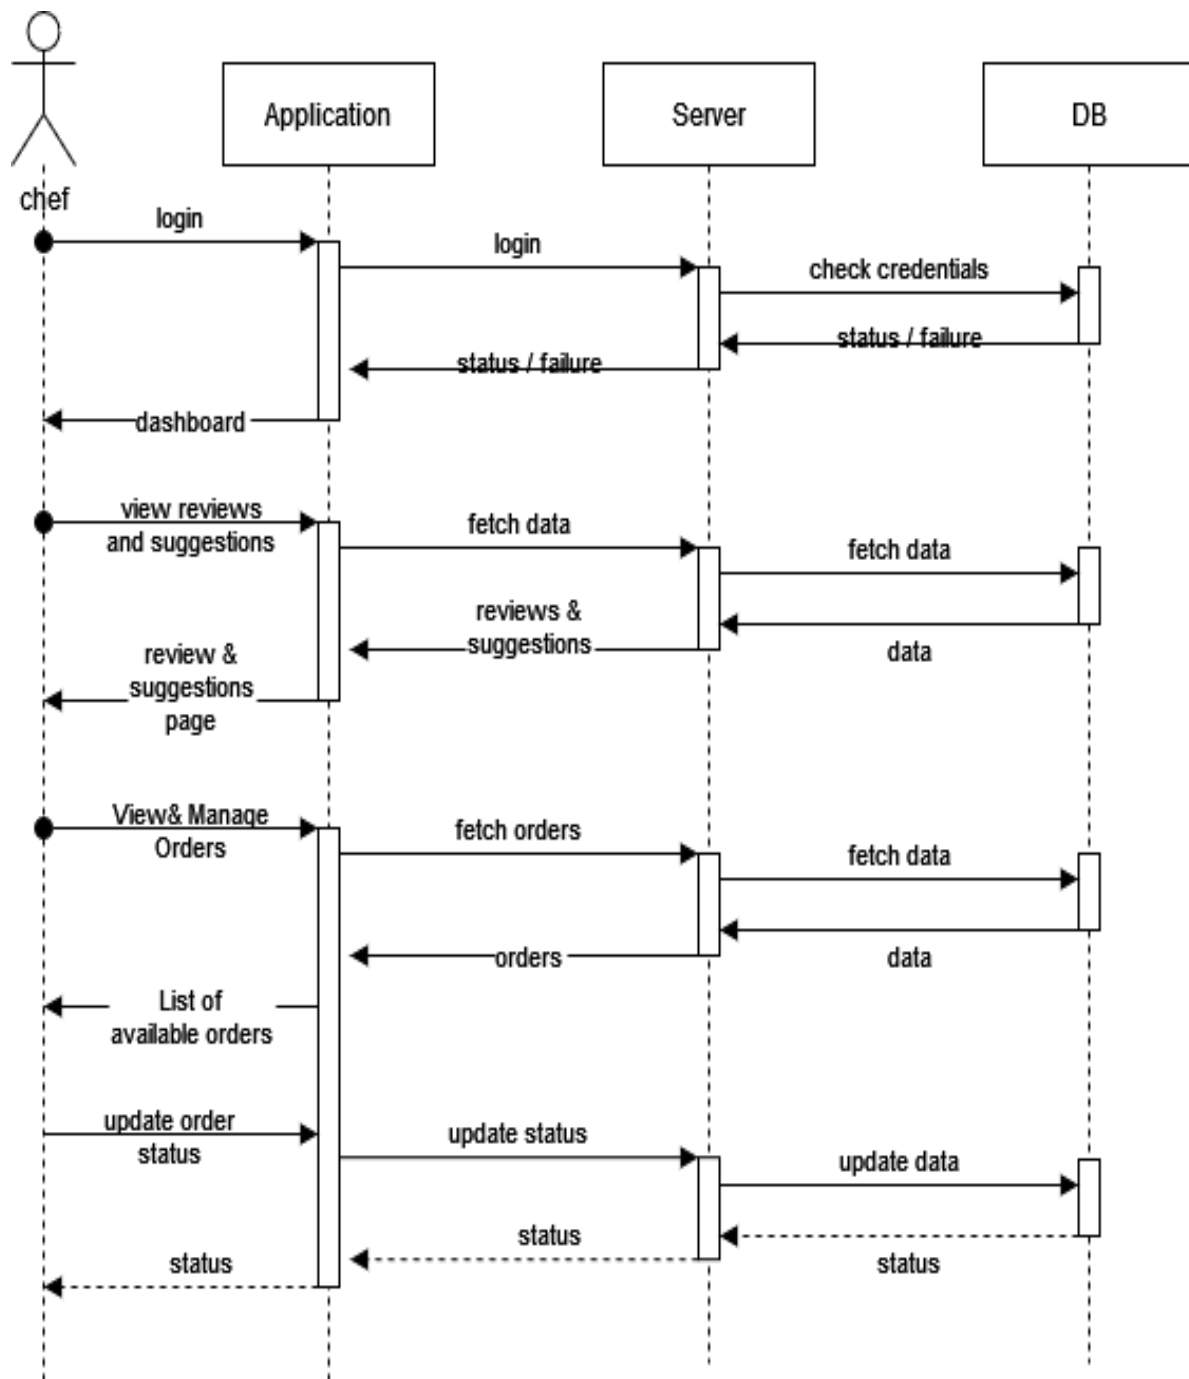 Application
Server
DB
chef
login
login
check credentials
status / failure
status / failure
dashboard
view reviews
and suggestions
fetch data
fetch data
reviews &
suggestions
data
review &
suggestions
page
View& Manage
Orders
fetch orders
fetch data
orders
data
List of
available orders
update order
status
update status
update data
status
status
status